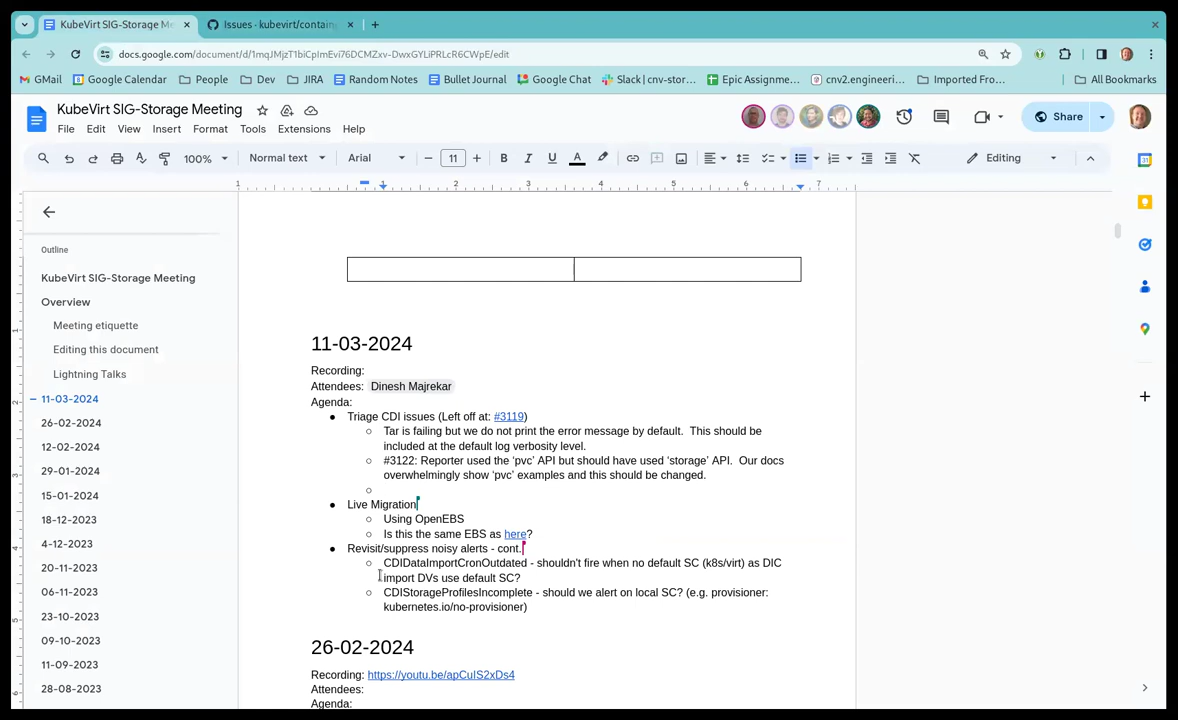 KubeVirt SIG-Storage Me
Issues · kubevirt/contain
docs.google.com/document/d/1mqJMjzT1biCpImEvi76DCMZxv-DwxGYLiPRLcR6CWpE/edit
GMail
Google Calendar
People
Dev
JIRA
Random Notes
Bullet Journal
Google Chat
Slack | cnv-stor...
Epic Assignme...
cnv2.engineeri...
Imported Fro...
All Bookmarks
KubeVirt SIG-Storage Meeting
File Edit View Insert Format Tools Extensions Help
Share
100% Normal text Arial 11 Editing
1 1 2 3 4 5 6 7
Outline
KubeVirt SIG-Storage Meeting
Overview
Meeting etiquette
Editing this document
Lightning Talks
11-03-2024
26-02-2024
12-02-2024
29-01-2024
15-01-2024
18-12-2023
4-12-2023
20-11-2023
06-11-2023
23-10-2023
09-10-2023
11-09-2023
28-08-2023
11-03-2024
Recording:
Attendees: Dinesh Majrekar
Agenda:
● Triage CDI issues (Left off at: #3119)
○ Tar is failing but we do not print the error message by default. This should be
included at the default log verbosity level.
○ #3122: Reporter used the ‘pvc’ API but should have used ‘storage’ API. Our docs
overwhelmingly show ‘pvc’ examples and this should be changed.
○
● Live Migration
○ Using OpenEBS
○ Is this the same EBS as here?
● Revisit/suppress noisy alerts - cont.
○ CDIDataImportCronOutdated - shouldn't fire when no default SC (k8s/virt) as DIC
import DVs use default SC?
○ CDIStorageProfilesIncomplete - should we alert on local SC? (e.g. provisioner:
kubernetes.io/no-provisioner)
26-02-2024
Recording: https://youtu.be/apCuIS2xDs4
Attendees:
Agenda: